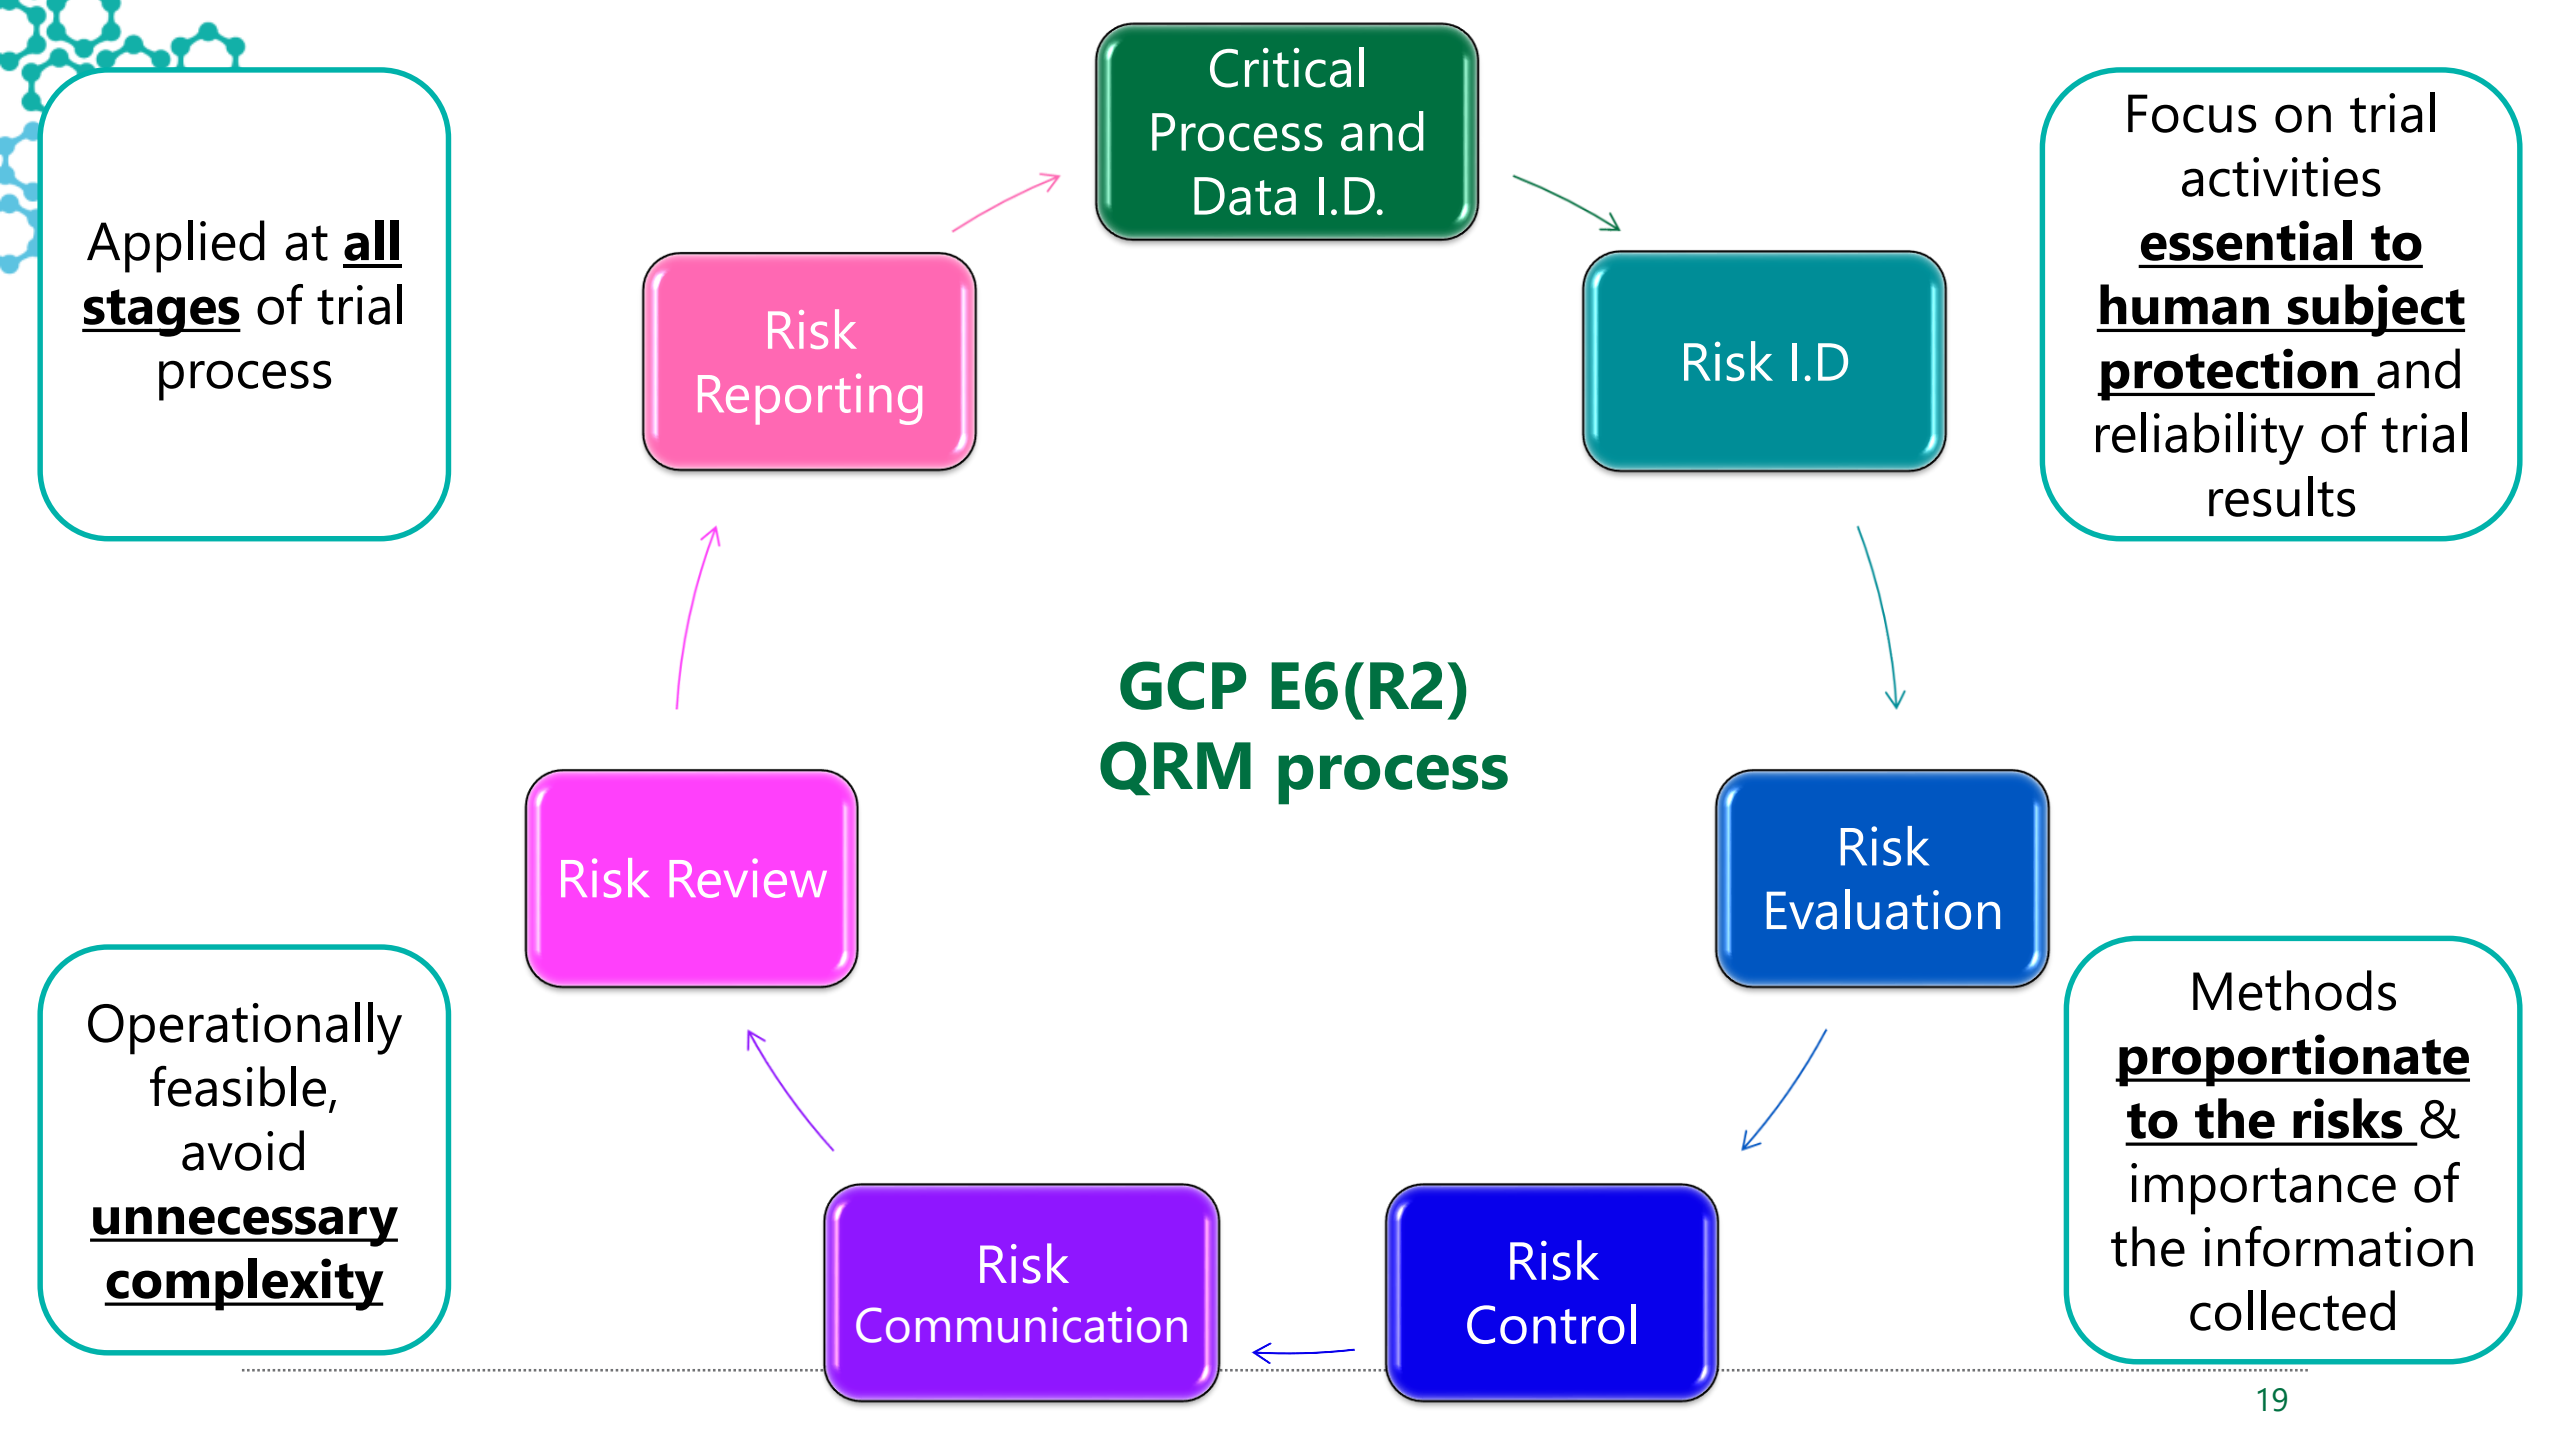 Critical
Process and
Data I.D.
Applied at all
stages of trial
process
Focus on trial
activities
essential to
human subject
protection and
reliability of trial
results
Risk
Reporting
Risk I.D
GCP E6(R2)
QRM process
Risk Review
Risk
Evaluation
Operationally
feasible,
avoid
unnecessary
complexity
Methods
proportionate
to the risks &
importance of
the information
collected
Risk
Communication
Risk
Control
19